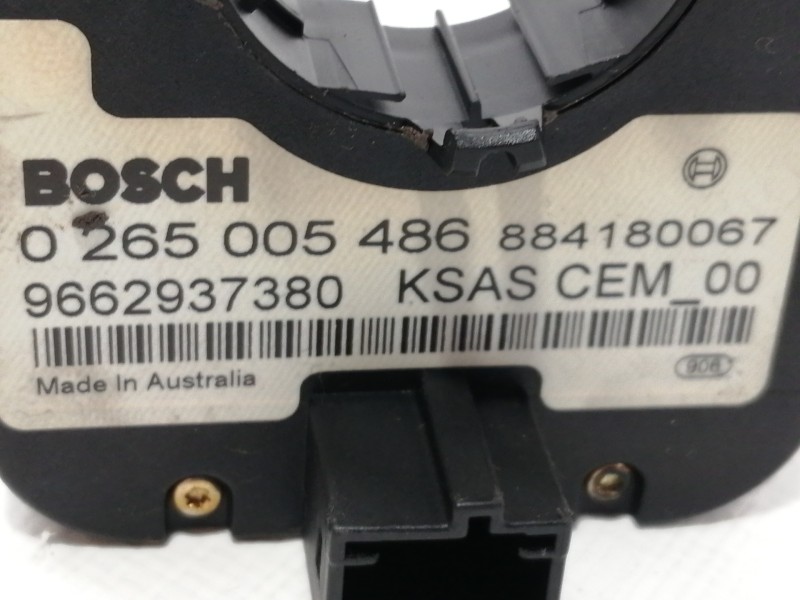 BOSCH
0 265 005 486 884180067
9662937380 KSAS CEM_00
Made In Australia
906